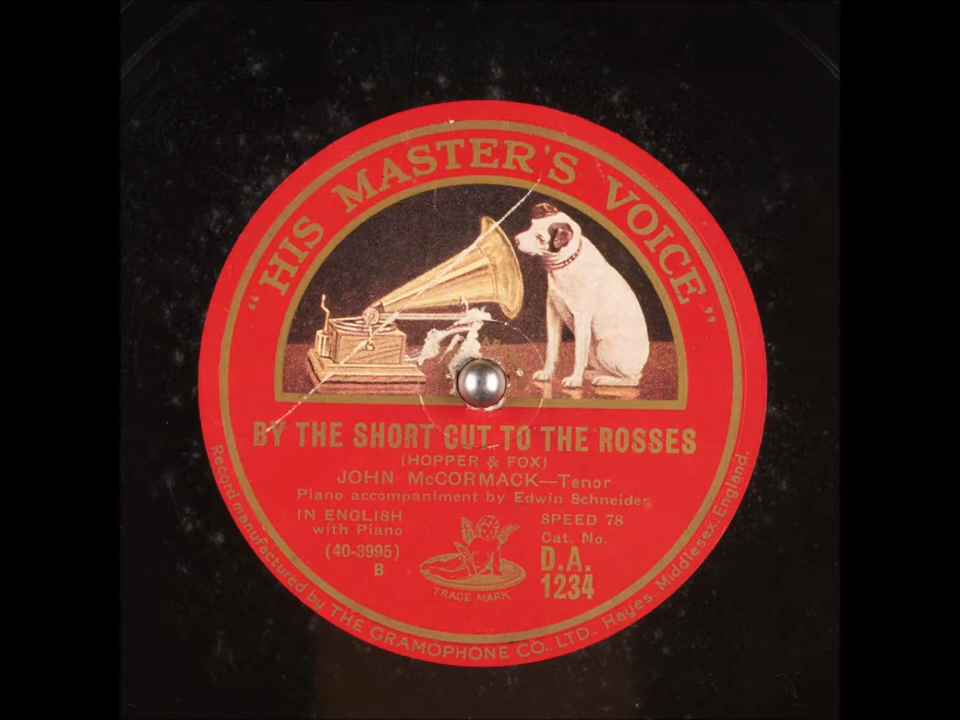 “HIS MASTER'S VOICE”
BY THE SHORT CUT TO THE ROSSES
(HOPPER & FOX)
JOHN McCORMACK—Tenor
Piano accompaniment by Edwin Schneider
IN ENGLISH
with Piano
(40-3995)
B
SPEED 78
Cat. No.
D.A.
1234
TRADE MARK
Record manufactured by THE GRAMOPHONE CO., LTD., Hayes, Middlesex, England.